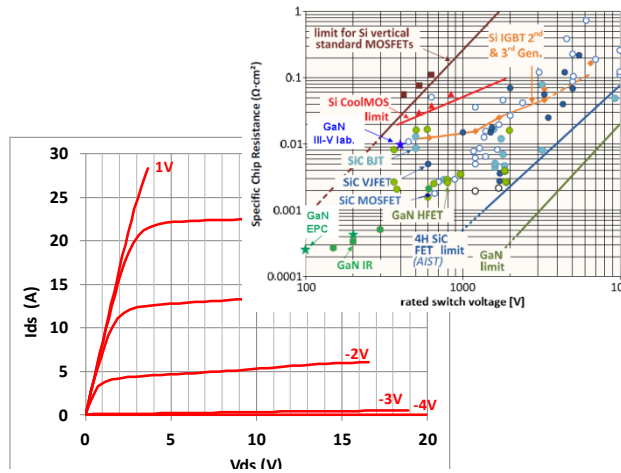 Specific Chip Resistance (Ω·cm²)
1
0.1
0.01
0.001
0.0001
limit for Si vertical
standard MOSFETs
Si IGBT 2nd
& 3rd Gen.
Si CoolMOS
limit
GaN
III-V lab.
SiC BJT
SiC VJFET
SiC MOSFET
GaN HFET
GaN
EPC
GaN IR
4H SiC
FET limit
(AIST)
GaN
limit
100
1000
rated switch voltage [V]
Ids (A)
30
25
20
15
10
5
0
1V
-2V
-3V
-4V
0
5
10
15
20
Vds (V)